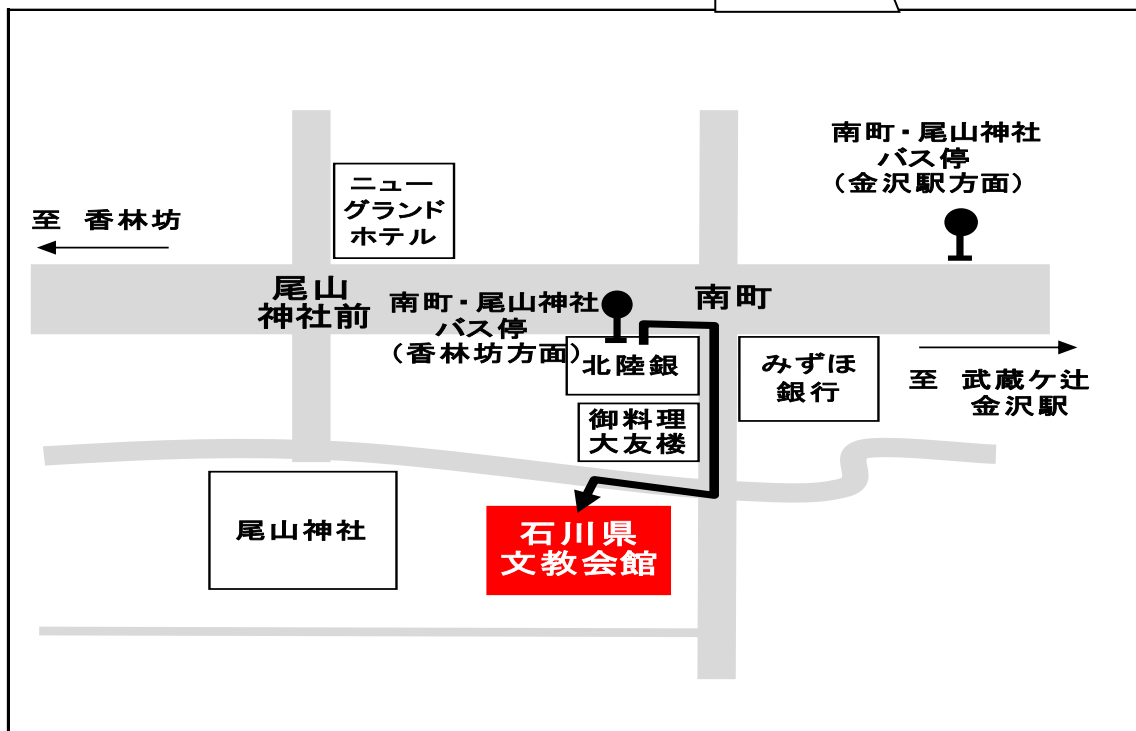 南町・尾山神社
バス停
（金沢駅方面）
ニュー
グランド
ホテル
至 香林坊
尾山
神社前
南町・尾山神社
バス停
（香林坊方面）
南町
北陸銀
みずほ
銀行
至 武蔵ケ辻
金沢駅
御料理
大友楼
尾山神社
石川県
文教会館